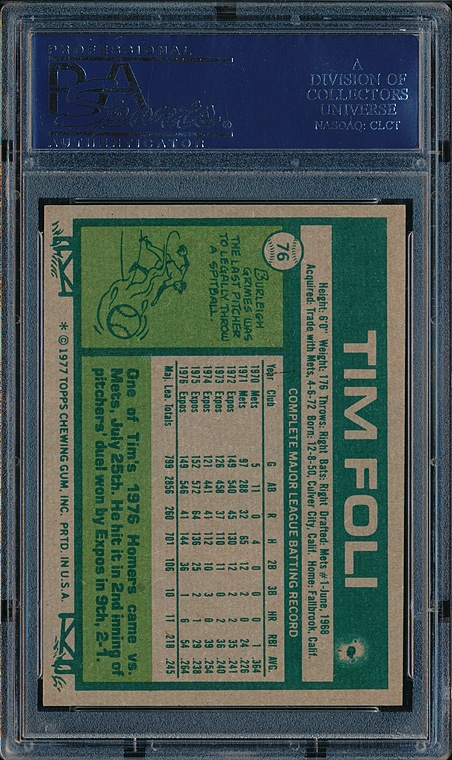 PROFESSIONAL
PSA
Sports
AUTHENTICATOR
A
DIVISION OF
COLLECTORS
UNIVERSE
NASDAQ: CLCT
TIM FOLI
76
Height: 6'0" Weight: 176 Throws: Right Bats: Right Drafted: Mets #1-June, 1968
Acquired: Trade with Mets, 4-6-72 Born: 12-8-50, Culver City, Calif. Home: Fallbrook, Calif.
COMPLETE MAJOR LEAGUE BATTING RECORD
Year Club G AB R H 2B 3B HR RBI AVG.
1970 Mets 5 11 0 4 0 0 0 1 .364
1971 Mets 97 288 32 65 12 2 0 24 .226
1972 Expos 149 540 45 130 12 2 2 35 .241
1973 Expos 126 458 37 110 11 0 2 36 .240
1974 Expos 121 441 41 112 10 3 0 39 .254
1975 Expos 152 572 64 136 25 2 1 29 .238
1976 Expos 149 546 41 144 36 1 6 54 .264
Maj. Lea. Totals 799 2856 260 701 106 10 11 218 .245
BURLEIGH
GRIMES WAS
THE LAST PITCHER
TO LEGALLY THROW
A SPITBALL.
One of Tim's 1976 Homers came vs.
Mets, July 25th. He hit it in 2nd inning of
pitchers' duel won by Expos in 9th, 2-1.
* © 1977 TOPPS CHEWING GUM, INC. PRTD. IN U.S.A.